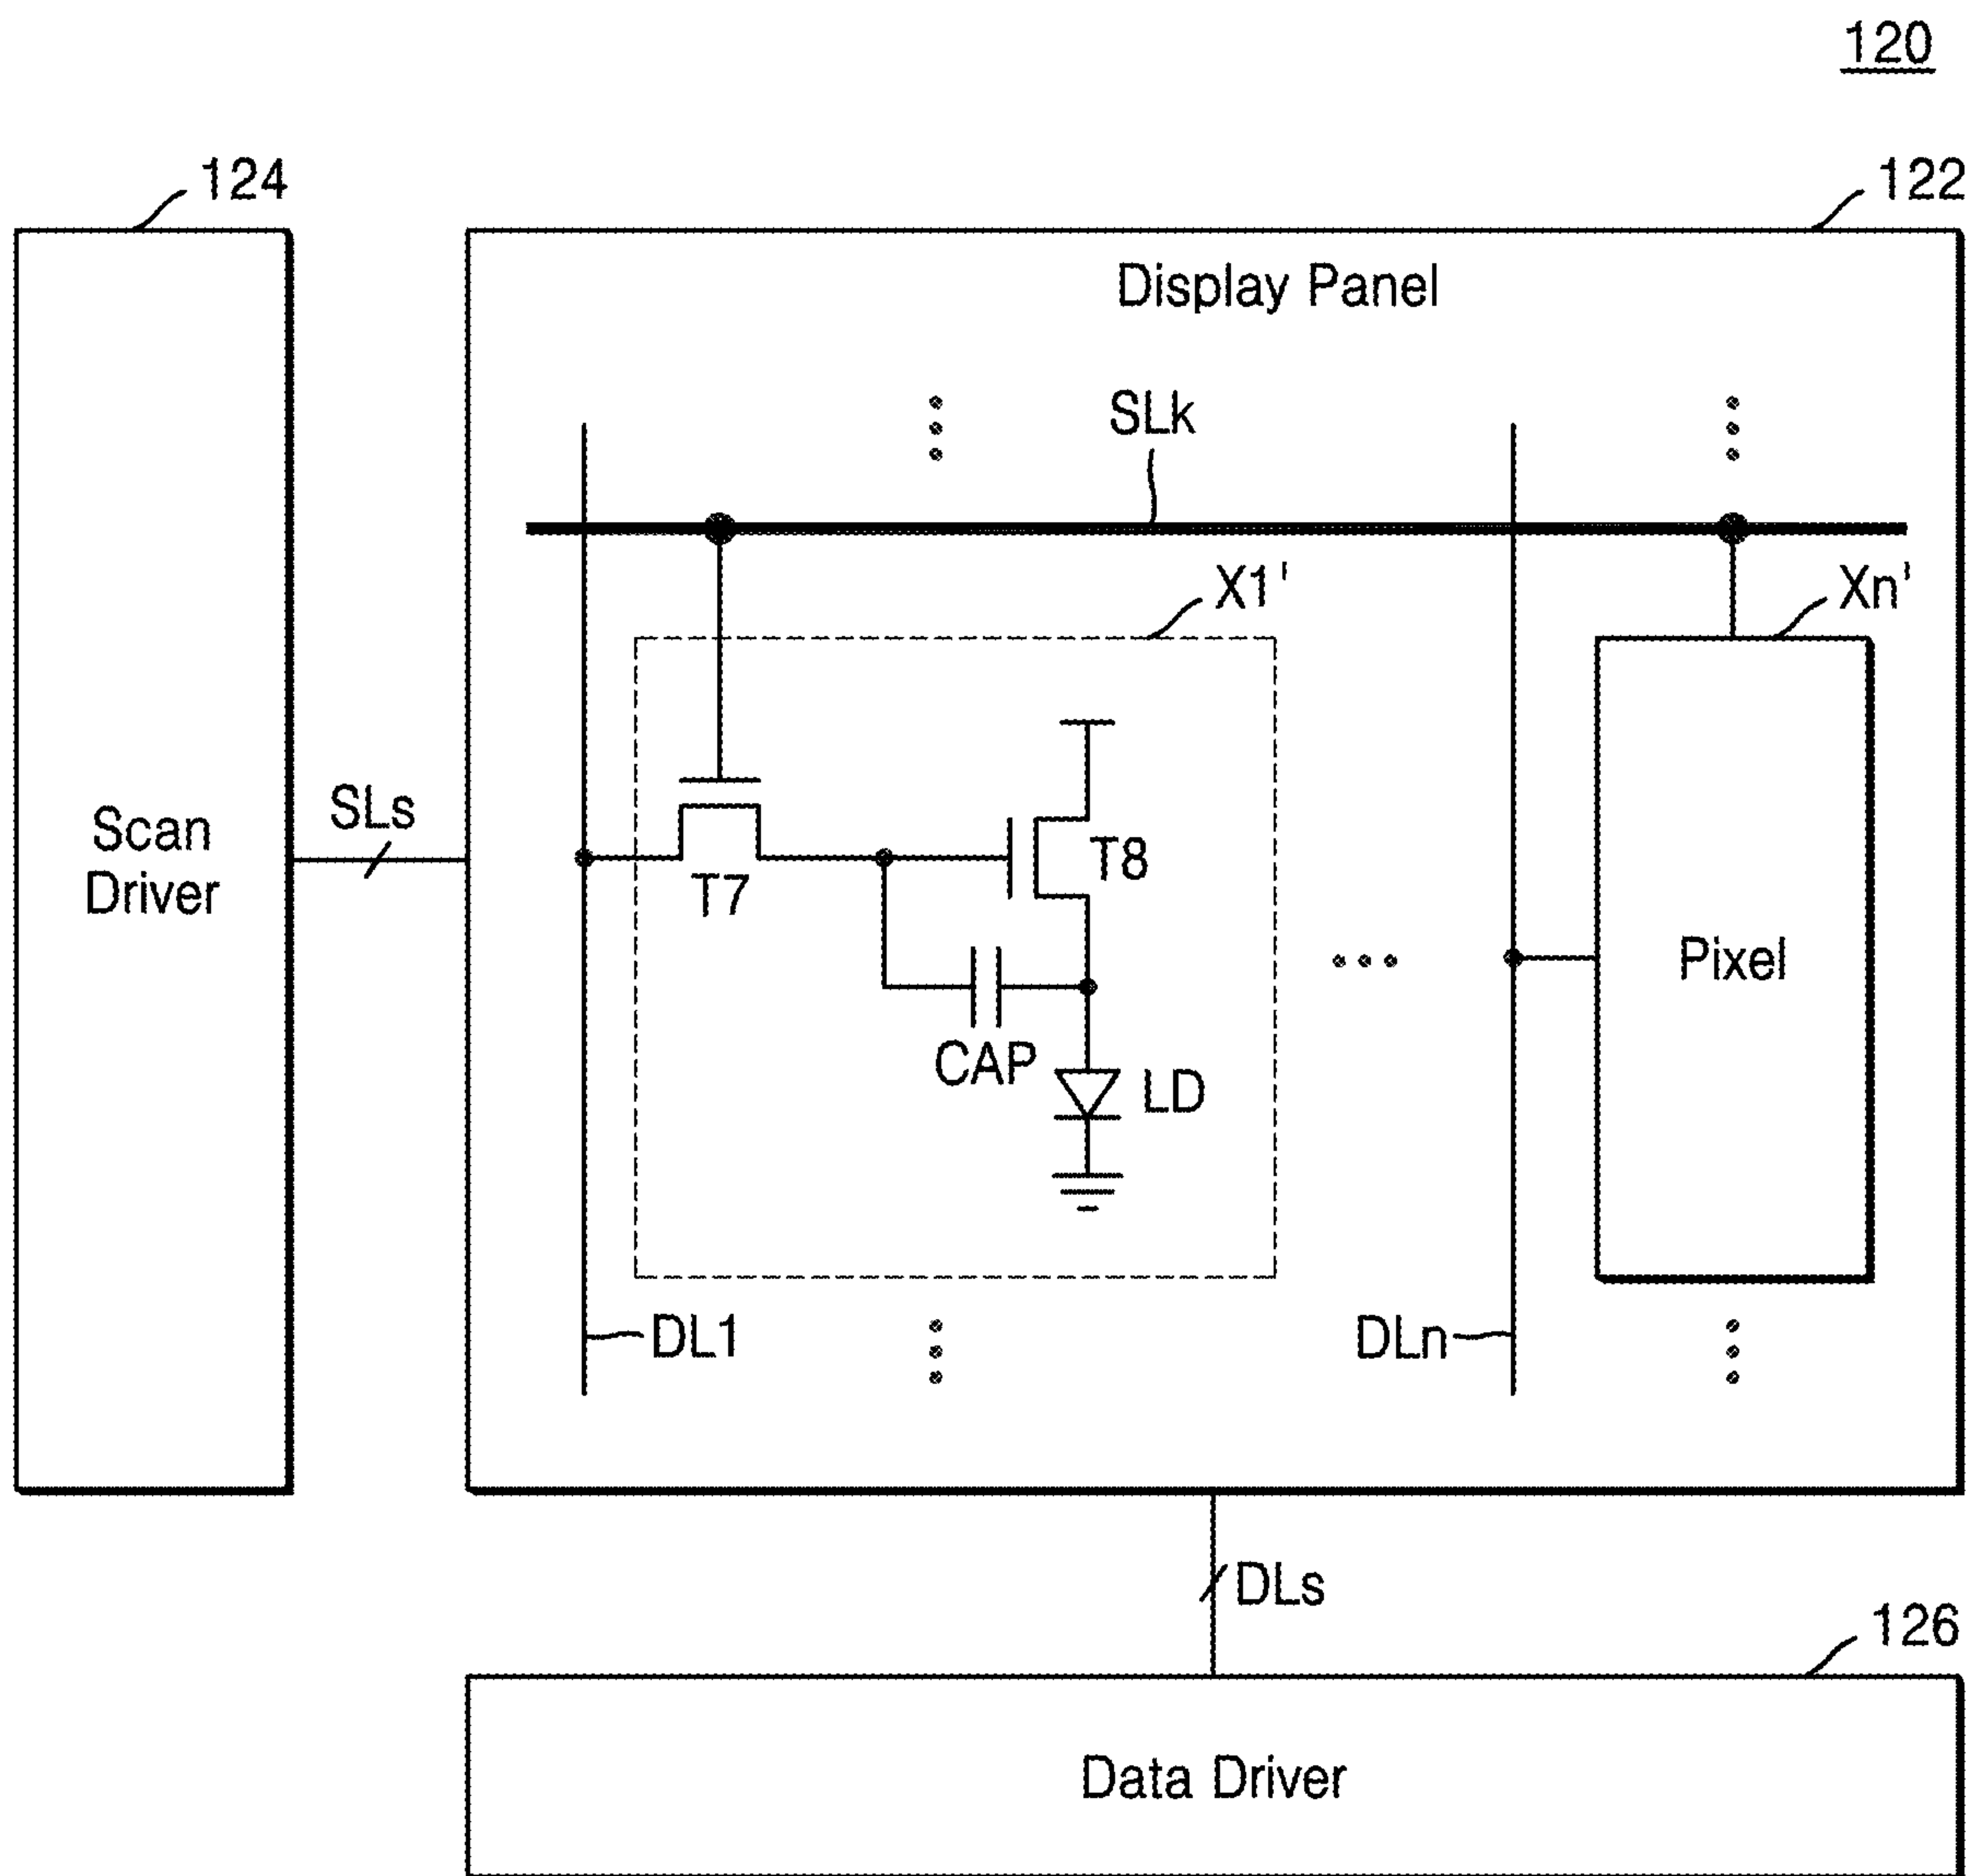 120
124
122
Display Panel
SLk
X1'
Xn'
Scan
Driver
SLs
T7
T8
Pixel
CAP
LD
DL1
DLn
DLs
126
Data Driver